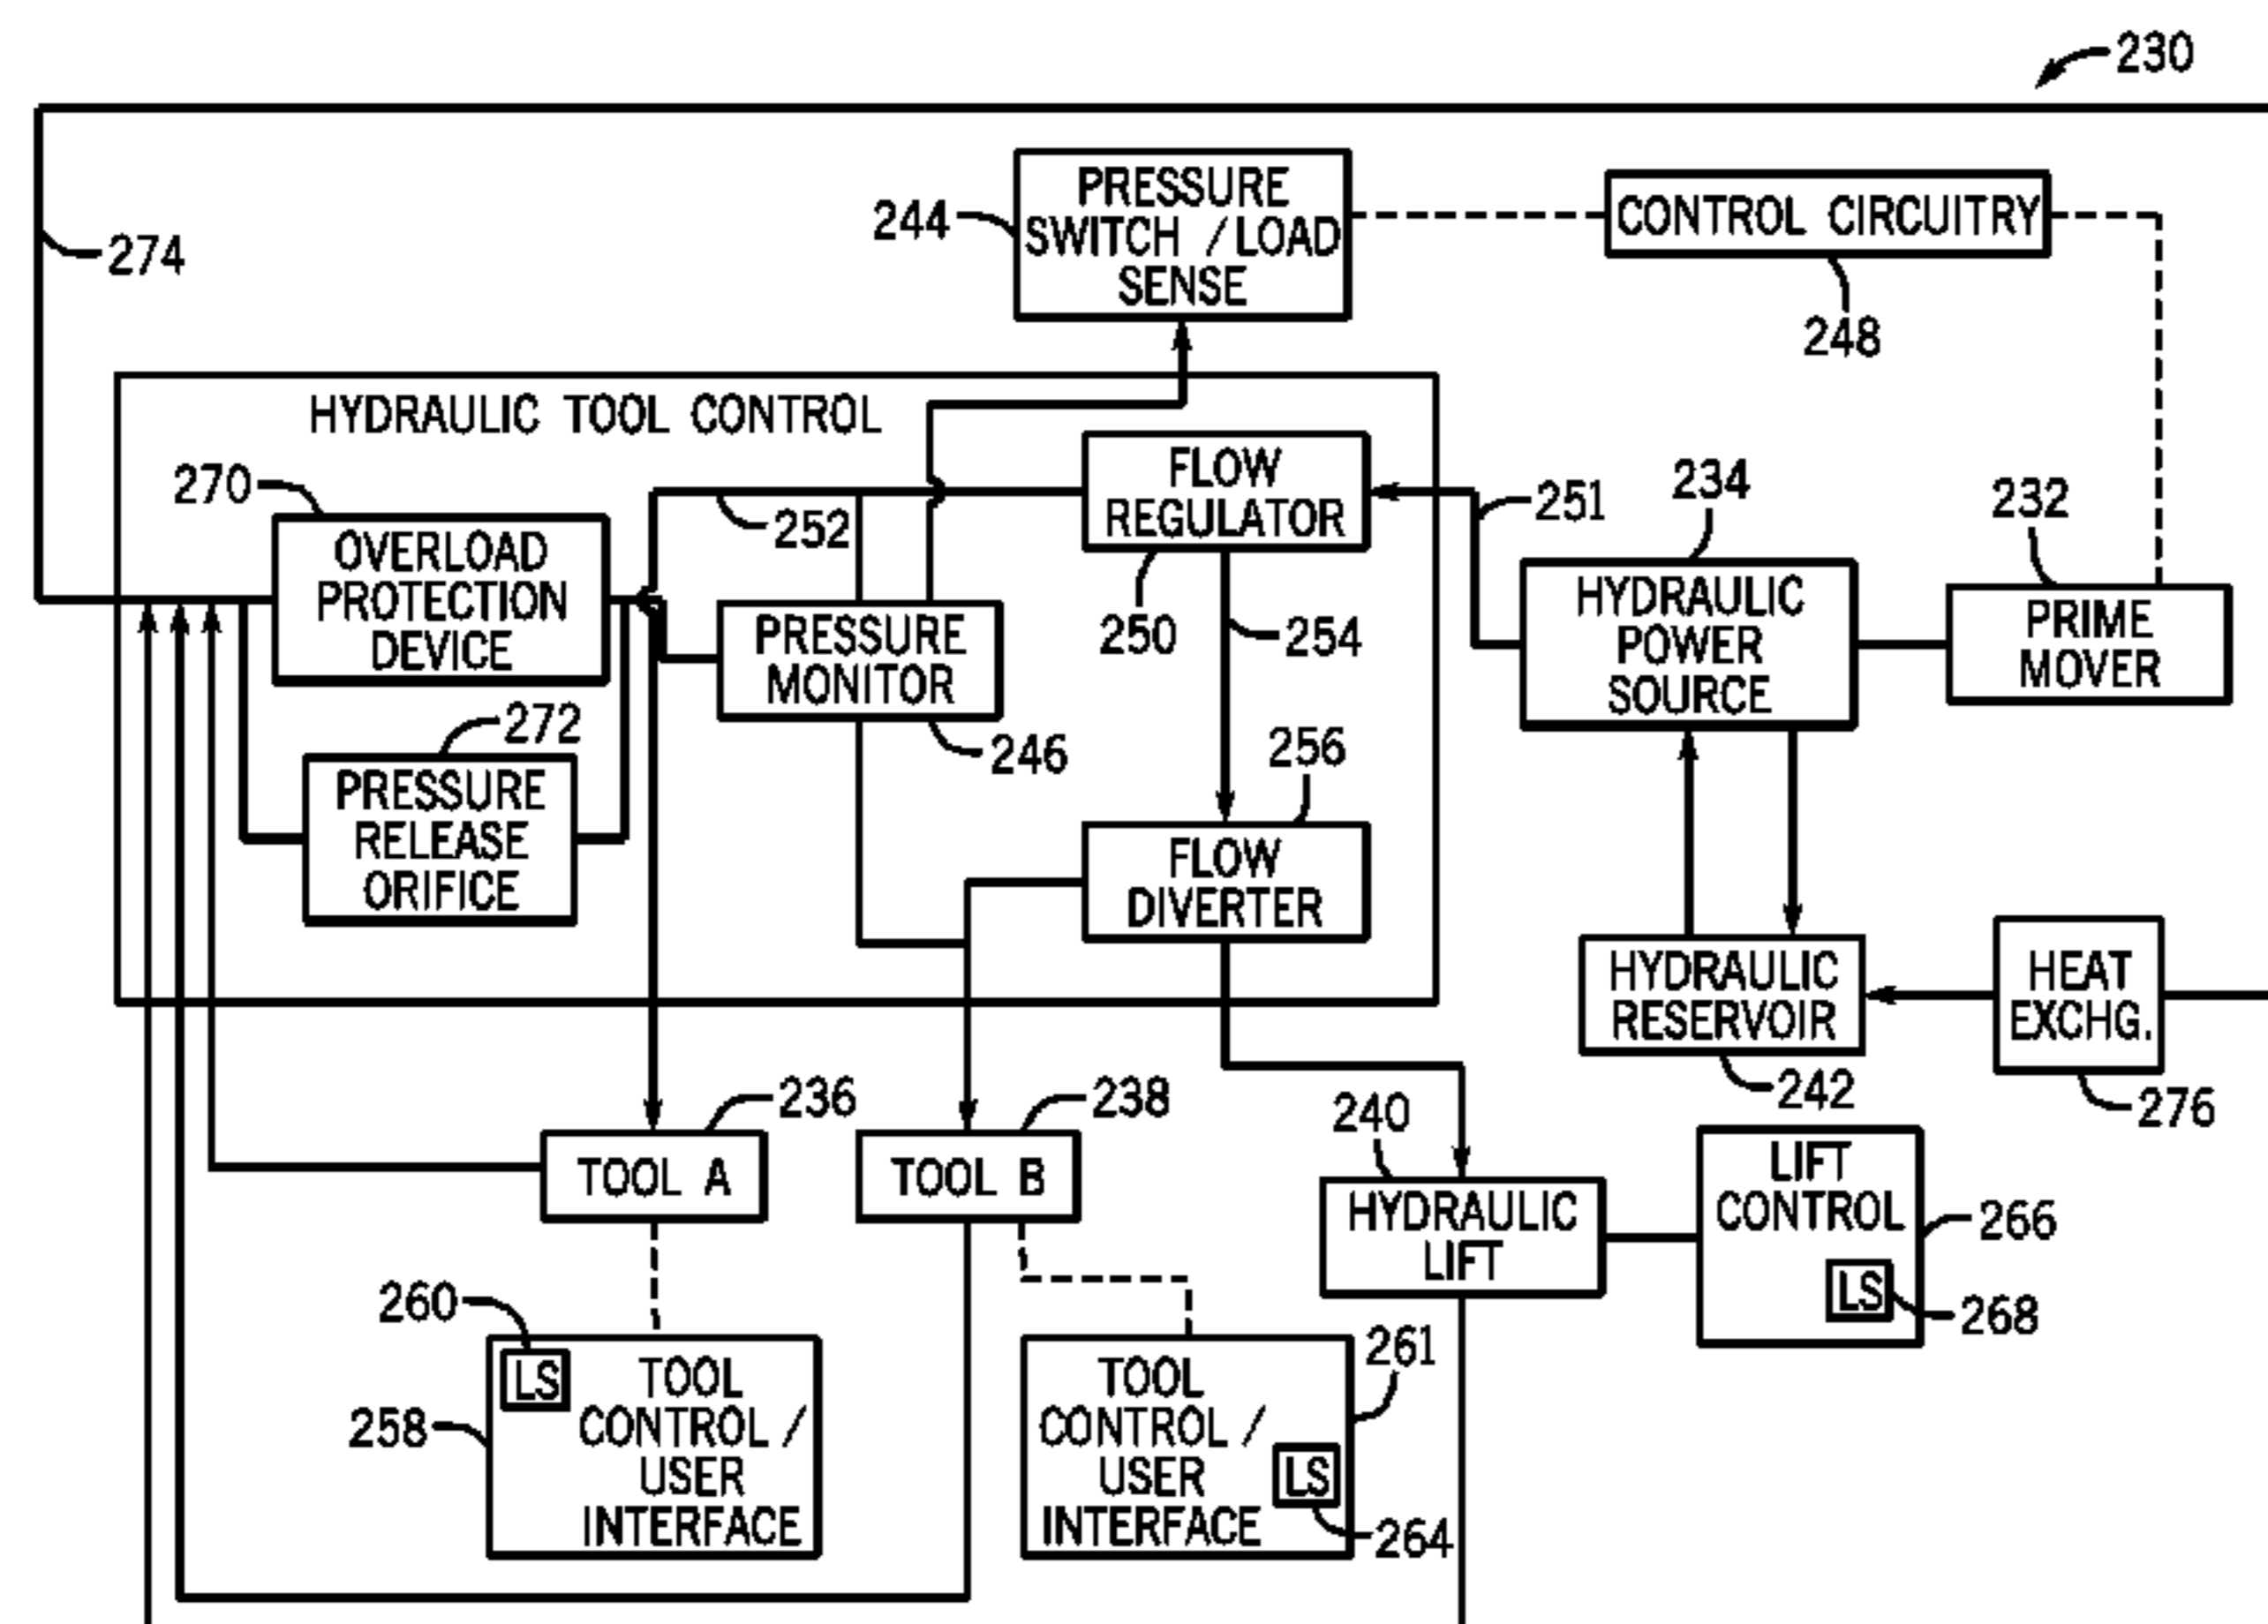 230
274
244
PRESSURE
SWITCH / LOAD
SENSE
CONTROL CIRCUITRY
248
HYDRAULIC TOOL CONTROL
270
OVERLOAD
PROTECTION
DEVICE
252
FLOW
REGULATOR
250
251
234
HYDRAULIC
POWER
SOURCE
232
PRIME
MOVER
PRESSURE
MONITOR
246
254
272
PRESSURE
RELEASE
ORIFICE
256
FLOW
DIVERTER
HYDRAULIC
RESERVOIR
242
HEAT
EXCHG.
276
236
TOOL A
238
TOOL B
240
HYDRAULIC
LIFT
LIFT
CONTROL
266
LS
268
260
LS
258
TOOL
CONTROL /
USER
INTERFACE
261
TOOL
CONTROL /
USER
INTERFACE
LS
264